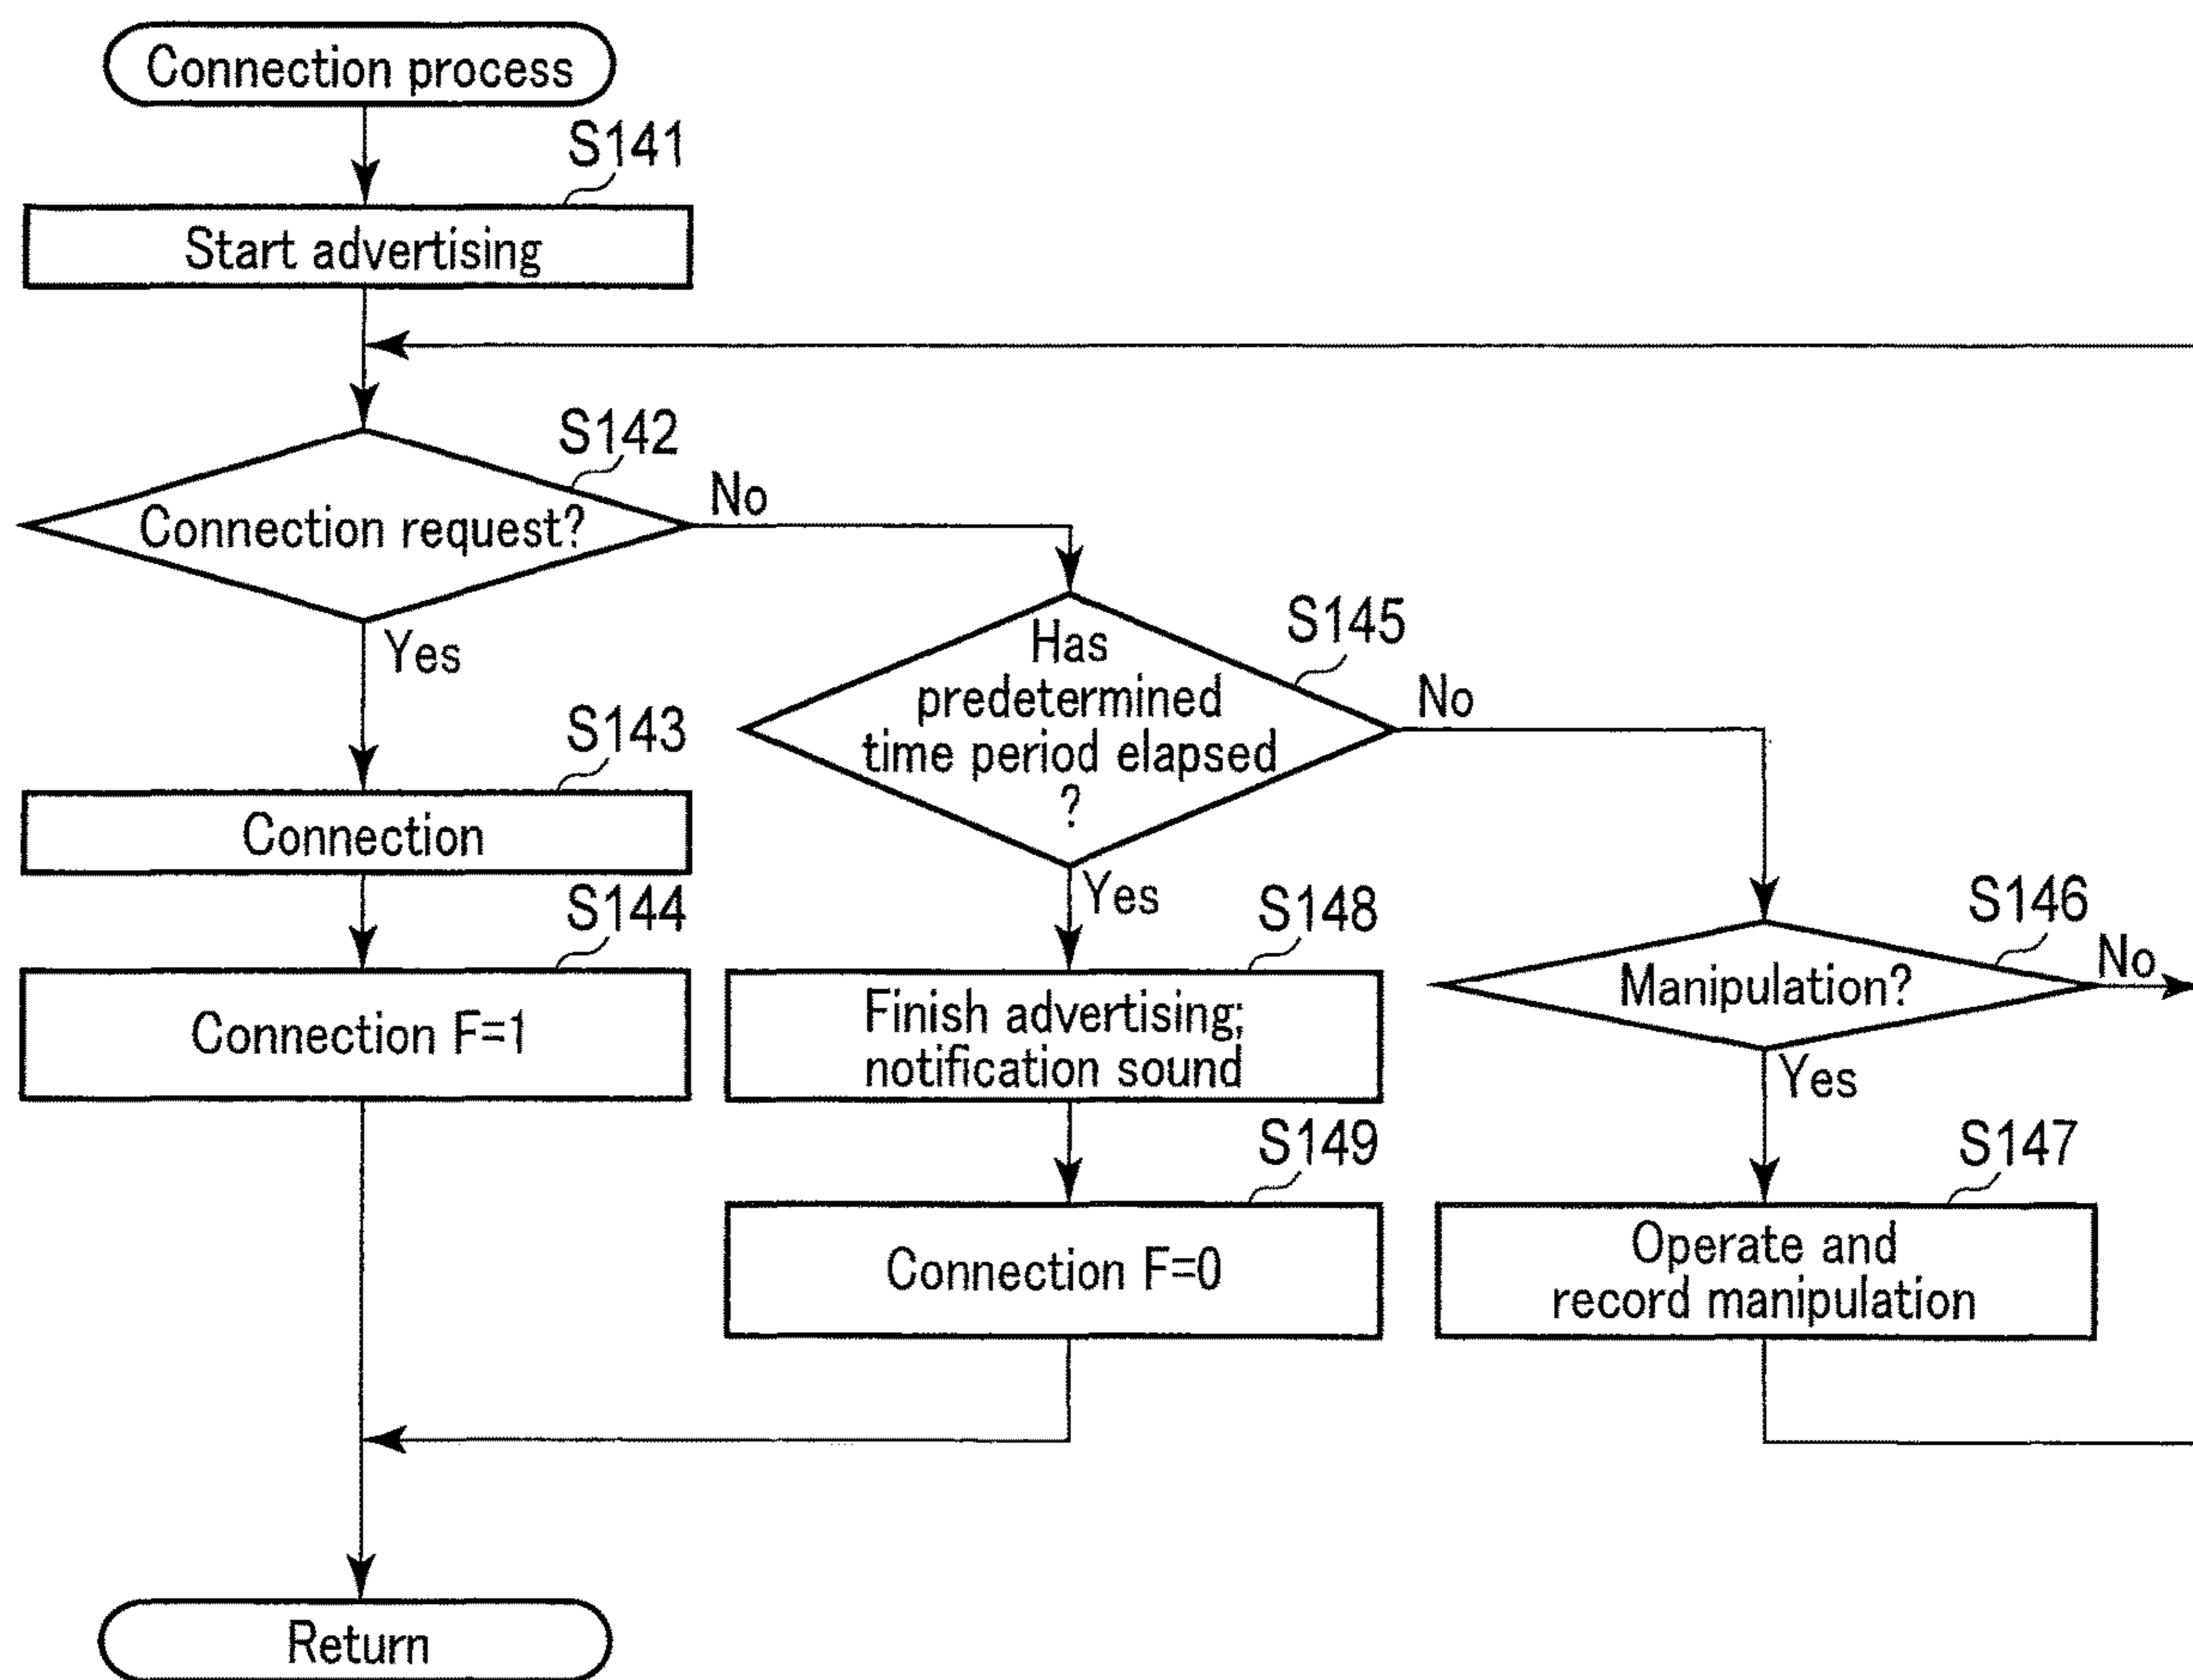 Connection process
S141
Start advertising
S142
Connection request?
No
Yes
S145
Has
predetermined
time period elapsed
?
No
Yes
S143
Connection
S144
Connection F=1
S148
Finish advertising;
notification sound
S149
Connection F=0
S146
Manipulation?
No
Yes
S147
Operate and
record manipulation
Return